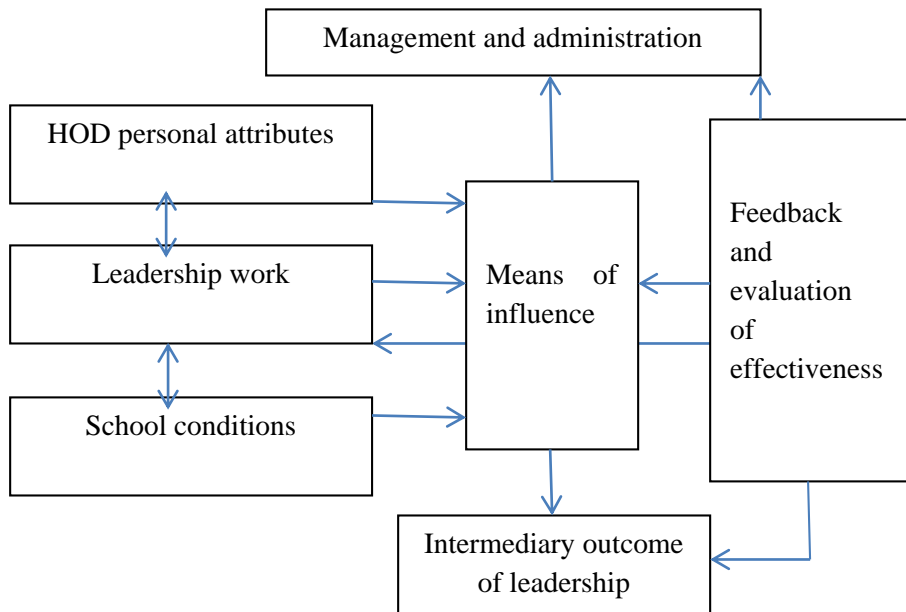 Management and administration
HOD personal attributes
Leadership work
School conditions
Means of
influence
Feedback
and
evaluation
of
effectiveness
Intermediary outcome
of leadership